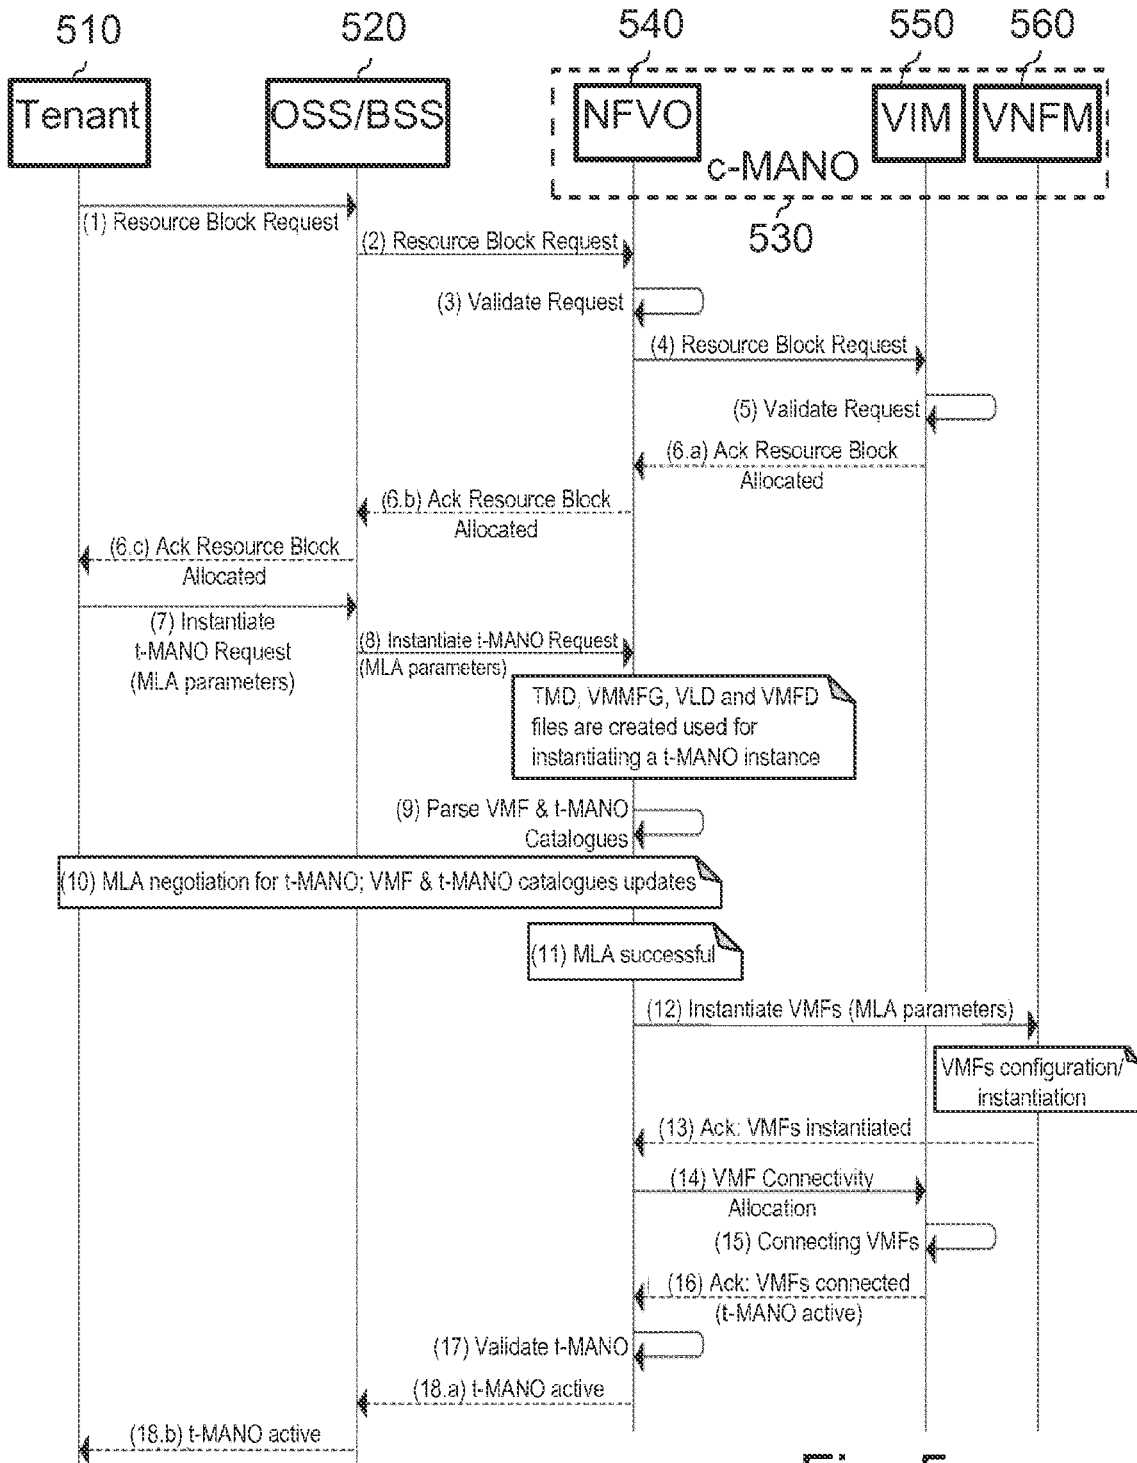 510
520
540
550
560
Tenant
OSS/BSS
NFVO
VIM
VNFM
c-MANO
530
(1) Resource Block Request
(2) Resource Block Request
(3) Validate Request
(4) Resource Block Request
(5) Validate Request
(6.a) Ack Resource Block
Allocated
(6.b) Ack Resource Block
Allocated
(6.c) Ack Resource Block
Allocated
(7) Instantiate
t-MANO Request
(MLA parameters)
(8) Instantiate t-MANO Request
(MLA parameters)
TMD, VMMFG, VLD and VMFD
files are created used for
instantiating a t-MANO instance
(9) Parse VMF & t-MANO
Catalogues
(10) MLA negotiation for t-MANO; VMF & t-MANO catalogues updates
(11) MLA successful
(12) Instantiate VMFs (MLA parameters)
VMFs configuration/
instantiation
(13) Ack: VMFs instantiated
(14) VMF Connectivity
Allocation
(15) Connecting VMFs
(16) Ack: VMFs connected
(t-MANO active)
(17) Validate t-MANO
(18.a) t-MANO active
(18.b) t-MANO active